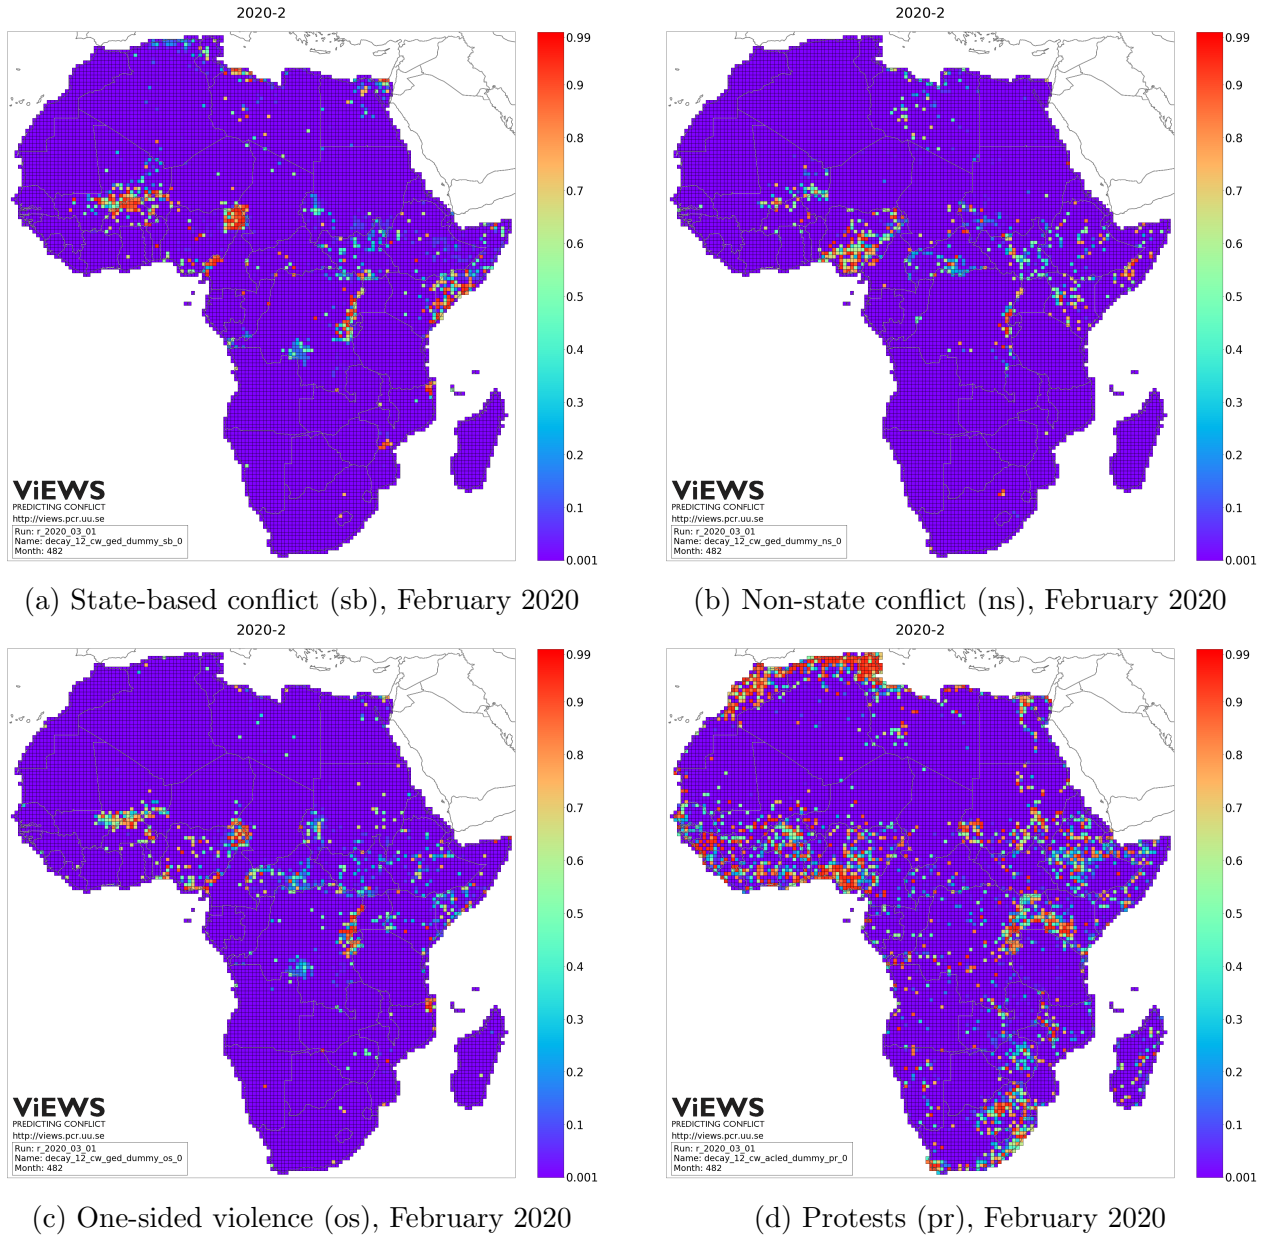 2020-2
2020-2
0.99
0.9
0.8
0.7
0.6
0.5
0.4
0.3
0.2
0.1
0.001
ViEWS
PREDICTING CONFLICT
http://views.pcr.uu.se
Run: r_2020_03_01
Name: decay_12_cw_ged_dummy_sb_0
Month: 482
0.99
0.9
0.8
0.7
0.6
0.5
0.4
0.3
0.2
0.1
0.001
ViEWS
PREDICTING CONFLICT
http://views.pcr.uu.se
Run: r_2020_03_01
Name: decay_12_cw_ged_dummy_ns_0
Month: 482
(a) State-based conflict (sb), February 2020
(b) Non-state conflict (ns), February 2020
2020-2
2020-2
0.99
0.9
0.8
0.7
0.6
0.5
0.4
0.3
0.2
0.1
0.001
ViEWS
PREDICTING CONFLICT
http://views.pcr.uu.se
Run: r_2020_03_01
Name: decay_12_cw_ged_dummy_os_0
Month: 482
0.99
0.9
0.8
0.7
0.6
0.5
0.4
0.3
0.2
0.1
0.001
ViEWS
PREDICTING CONFLICT
http://views.pcr.uu.se
Run: r_2020_03_01
Name: decay_12_cw_acled_dummy_pr_0
Month: 482
(c) One-sided violence (os), February 2020
(d) Protests (pr), February 2020